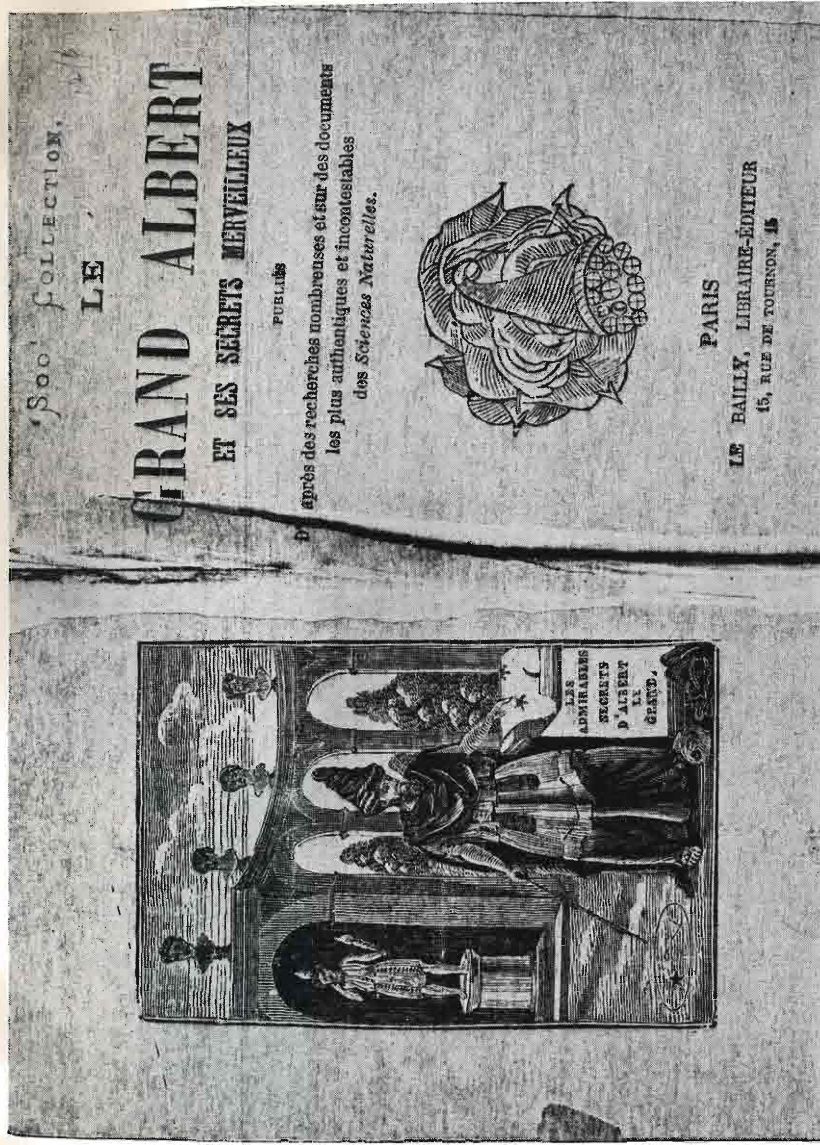 LES
ADMIRABLES
SECRETS
D'ALBERT
LE
GRAND.
COLLECTION.
LE
GRAND ALBERT
ET SES SECRETS MERVEILLEUX
PUBLIÉS
D' après des recherches nombreuses et sur des documents
les plus authentiques et incontestables
des Sciences Naturelles.
PARIS
LE BAILLY, LIBRAIRE-ÉDITEUR
15, RUE DE TOURNON, 15